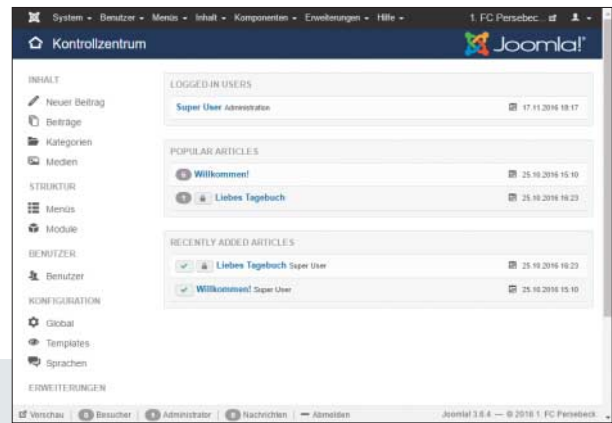 System Benutzer Menüs Inhalt Komponenten Erweiterungen Hilfe 1. FC Persebec...
Kontrollzentrum
Joomla!
INHALT
Neuer Beitrag
Beiträge
Kategorien
Medien
STRUKTUR
Menüs
Module
BENUTZER
Benutzer
KONFIGURATION
Global
Templates
Sprachen
ERWEITERUNGEN
LOGGED-IN USERS
Super User Administration 17.11.2016 18:17
POPULAR ARTICLES
Willkommen! 25.10.2016 15:10
Liebes Tagebuch 25.10.2016 16:23
RECENTLY ADDED ARTICLES
Liebes Tagebuch Super User 25.10.2016 16:23
Willkommen! Super User 25.10.2016 15:10
Vorschau Besucher Administrator Nachrichten Abmelden Joomla! 3.6.4 — © 2016 1. FC Persebeck